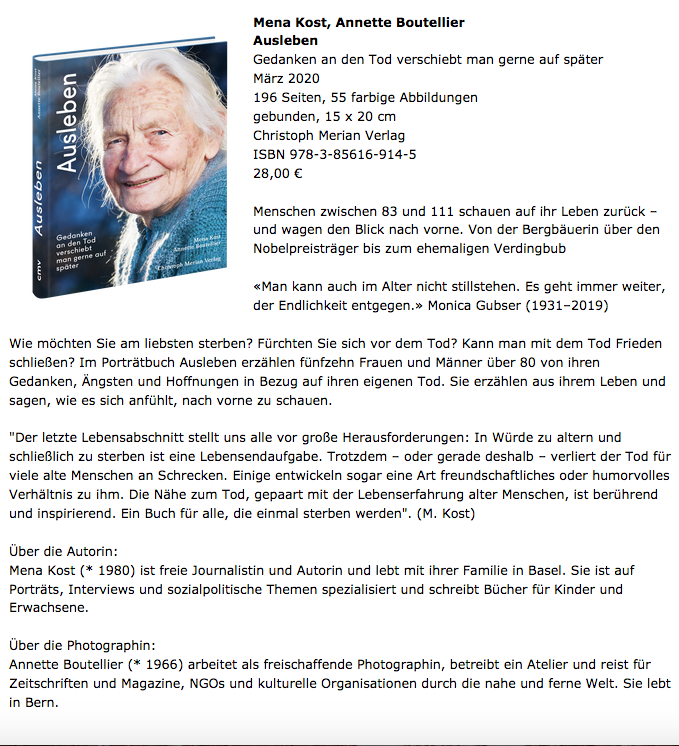 Mena Kost, Annette Boutellier
Ausleben
Gedanken an den Tod verschiebt man gerne auf später
März 2020
196 Seiten, 55 farbige Abbildungen
gebunden, 15 x 20 cm
Christoph Merian Verlag
ISBN 978-3-85616-914-5
28,00 €
Menschen zwischen 83 und 111 schauen auf ihr Leben zurück –
und wagen den Blick nach vorne. Von der Bergbäuerin über den
Nobelpreisträger bis zum ehemaligen Verdingbub
«Man kann auch im Alter nicht stillstehen. Es geht immer weiter,
der Endlichkeit entgegen.» Monica Gubser (1931–2019)
Ausleben
Gedanken
an den Tod
verschiebt
man gerne auf
später
Mena Kost
Annette Boutellier
Christoph Merian Verlag
Mena Kost
Annette Boutellier
Ausleben
cmv
Wie möchten Sie am liebsten sterben? Fürchten Sie sich vor dem Tod? Kann man mit dem Tod Frieden
schließen? Im Porträtbuch Ausleben erzählen fünfzehn Frauen und Männer über 80 von ihren
Gedanken, Ängsten und Hoffnungen in Bezug auf ihren eigenen Tod. Sie erzählen aus ihrem Leben und
sagen, wie es sich anfühlt, nach vorne zu schauen.
"Der letzte Lebensabschnitt stellt uns alle vor große Herausforderungen: In Würde zu altern und
schließlich zu sterben ist eine Lebensendaufgabe. Trotzdem – oder gerade deshalb – verliert der Tod für
viele alte Menschen an Schrecken. Einige entwickeln sogar eine Art freundschaftliches oder humorvolles
Verhältnis zu ihm. Die Nähe zum Tod, gepaart mit der Lebenserfahrung alter Menschen, ist berührend
und inspirierend. Ein Buch für alle, die einmal sterben werden". (M. Kost)
Über die Autorin:
Mena Kost (* 1980) ist freie Journalistin und Autorin und lebt mit ihrer Familie in Basel. Sie ist auf
Porträts, Interviews und sozialpolitische Themen spezialisiert und schreibt Bücher für Kinder und
Erwachsene.
Über die Photographin:
Annette Boutellier (* 1966) arbeitet als freischaffende Photographin, betreibt ein Atelier und reist für
Zeitschriften und Magazine, NGOs und kulturelle Organisationen durch die nahe und ferne Welt. Sie lebt
in Bern.